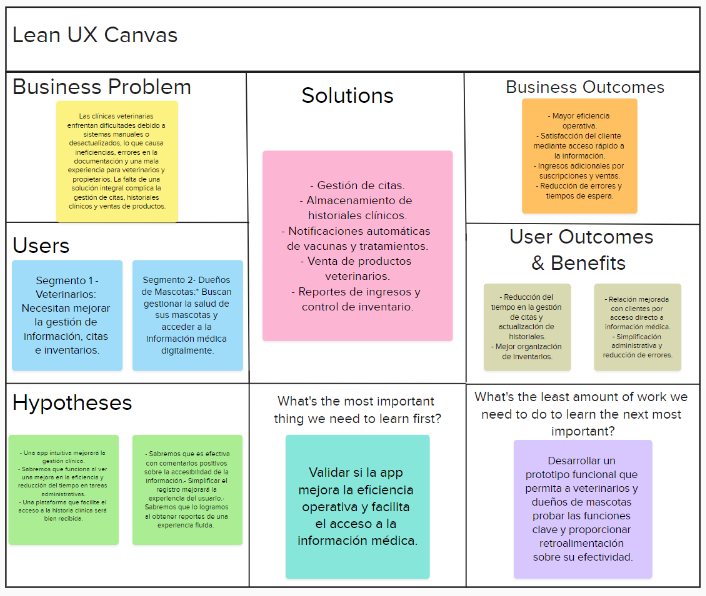 Lean UX Canvas
Business Problem
Las clínicas veterinarias
enfrentan dificultades debido a
sistemas manuales o
desactualizados, lo que causa
ineficiencias, errores en la
documentación y una mala
experiencia para veterinarios y
propietarios. La falta de una
solución integral complica la
gestión de citas, historiales
clínicos y ventas de productos.
Solutions
- Gestión de citas.
- Almacenamiento de
historiales clínicos.
- Notificaciones automáticas
de vacunas y tratamientos.
- Venta de productos
veterinarios.
- Reportes de ingresos y
control de inventario.
Business Outcomes
- Mayor eficiencia
operativa.
- Satisfacción del cliente
mediante acceso rápido a
la información.
- Ingresos adicionales por
suscripciones y ventas.
- Reducción de errores y
tiempos de espera.
Users
Segmento 1 -
Veterinarios:
Necesitan mejorar
la gestión de
información, citas
e inventarios.
Segmento 2- Dueños
de Mascotas:* Buscan
gestionar la salud de
sus mascotas y
acceder a la
información médica
digitalmente.
User Outcomes
& Benefits
- Reducción del
tiempo en la gestión
de citas y
actualización de
historiales.
- Mejor organización
de inventarios.
- Relación mejorada
con clientes por
acceso directo a
información médica.
- Simplificación
administrativa y
reducción de errores.
Hypotheses
- Una app intuitiva mejorará la
gestión clínica.
- Sabremos que funciona si ver
una mejora en la eficiencia y
reducción del tiempo en tareas
administrativas.
- Una plataforma que facilite el
acceso a la historia clínica será
bien recibida.
- Sabremos que es efectiva
con comentarios positivos
sobre la accesibilidad de la
información.- Simplificar el
registro mejorará la
experiencia del usuario.-
Sabremos que lo logramos
al obtener reportes de una
experiencia fluida.
What's the most important
thing we need to learn first?
Validar si la app
mejora la eficiencia
operativa y facilita
el acceso a la
información médica.
What's the least amount of work we
need to do to learn the next most
important?
Desarrollar un
prototipo funcional que
permita a veterinarios y
dueños de mascotas
probar las funciones
clave y proporcionar
retroalimentación
sobre su efectividad.